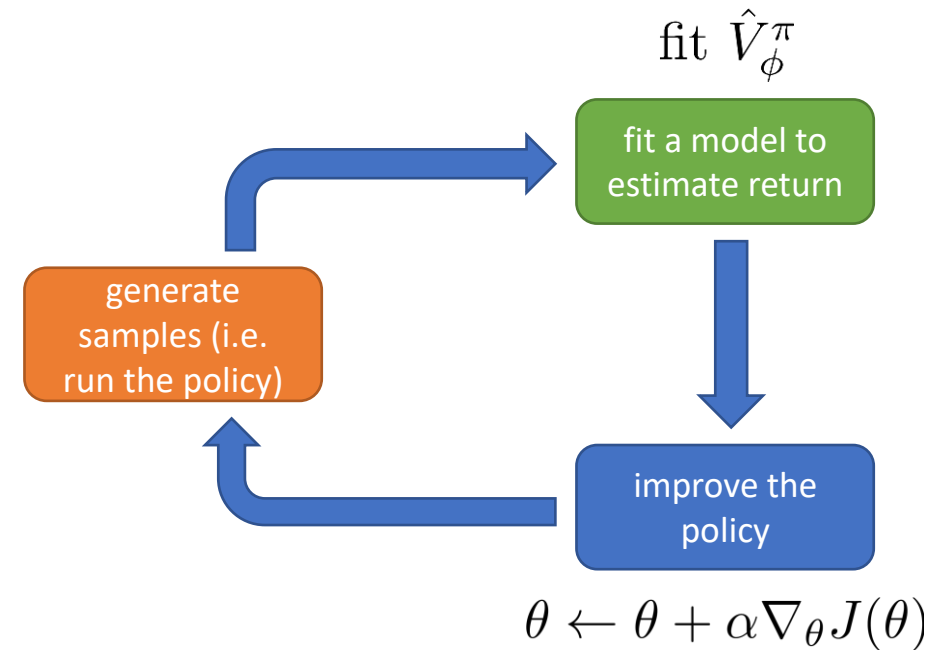 fit $\hat{V}_{\phi}^{\pi}$
fit a model to
estimate return
generate
samples (i.e.
run the policy)
improve the
policy
$\theta \leftarrow \theta + \alpha \nabla_{\theta} J(\theta)$